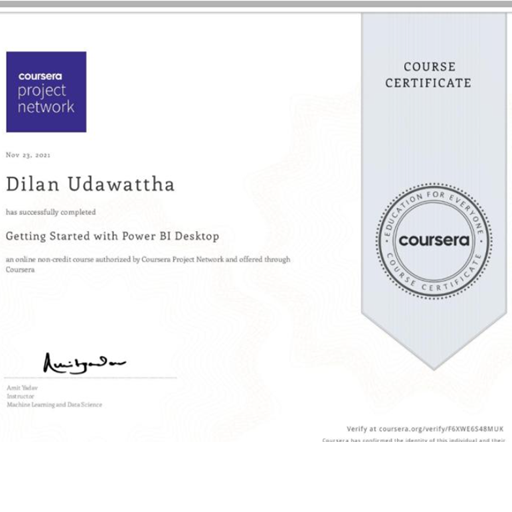 coursera
project
network
COURSE
CERTIFICATE
Nov 23, 2021
Dilan Udawattha
has successfully completed
Getting Started with Power BI Desktop
an online non-credit course authorized by Coursera Project Network and offered through
Coursera
EDUCATION FOR EVERYONE
coursera
COURSE CERTIFICATE
Amit Yadav
Instructor
Machine Learning and Data Science
Verify at coursera.org/verify/F6XWE6S48MUK
Coursera has confirmed the identity of this individual and their